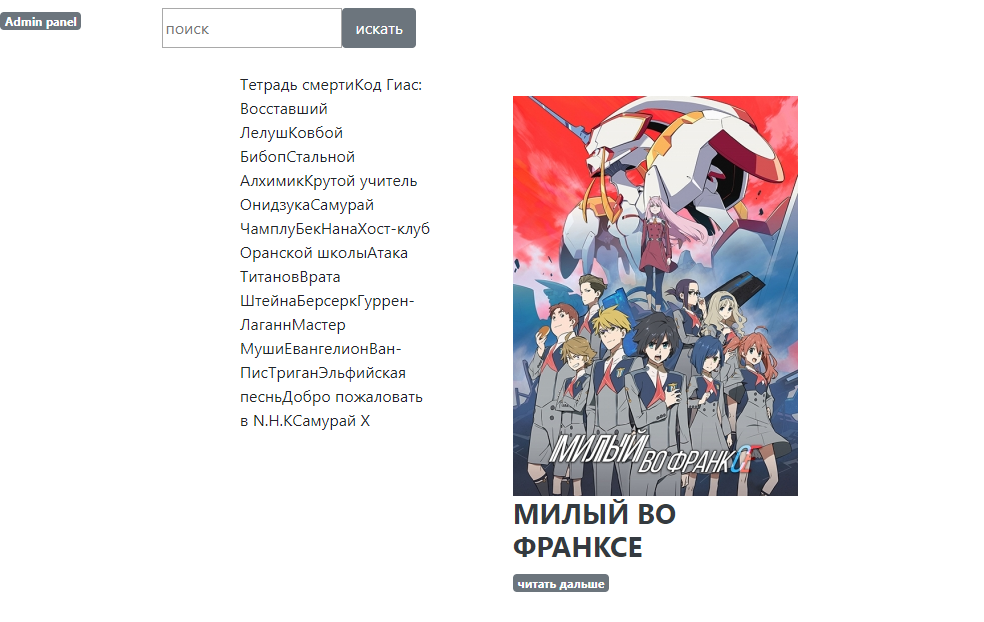 Admin panel
поиск
искать
Тетрадь смертиКод Гиас:
Восставший
ЛелушКовбой
БибопСтальной
АлхимикКрутой учитель
ОнидзукаСамурай
ЧамплуБекНанаХост-клуб
Оранской школыАтака
ТитановВрата
ШтейнаБерсеркГуррен-
ЛаганнМастер
МушиЕвангелионВан-
ПисТриганЭльфийская
песньДобро пожаловать
в N.H.KСамурай X
МИЛЫЙ
ВО ФРАНКСЕ
МИЛЫЙ ВО
ФРАНКСЕ
читать дальше